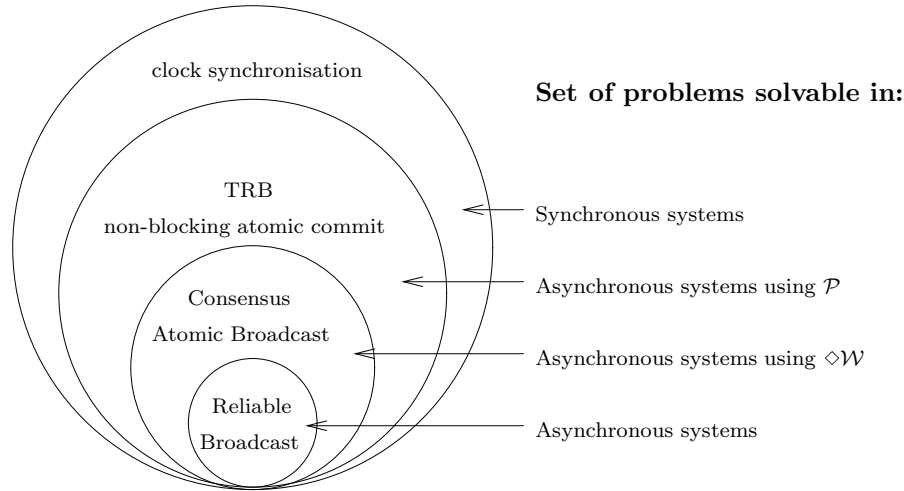 clock synchronisation
Set of problems solvable in:
TRB
non-blocking atomic commit
Synchronous systems
Asynchronous systems using 𝒫
Consensus
Atomic Broadcast
Asynchronous systems using ◇𝒲
Reliable
Broadcast
Asynchronous systems